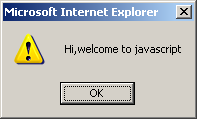 Microsoft Internet Explorer
Hi,welcome to javascript
OK